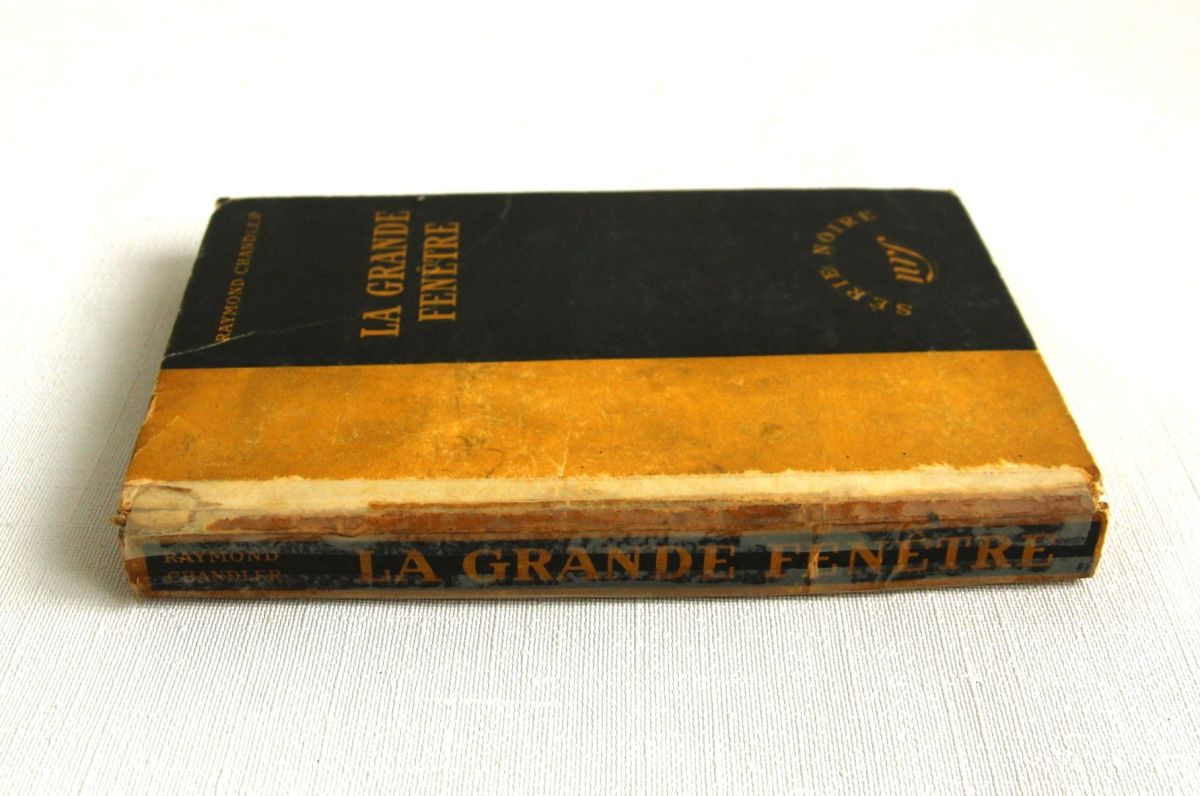 RAYMOND CHANDLER
LA GRANDE
FENÊTRE
SÉRIE NOIRE
nrf
RAYMOND
CHANDLER
LA GRANDE FENÊTRE